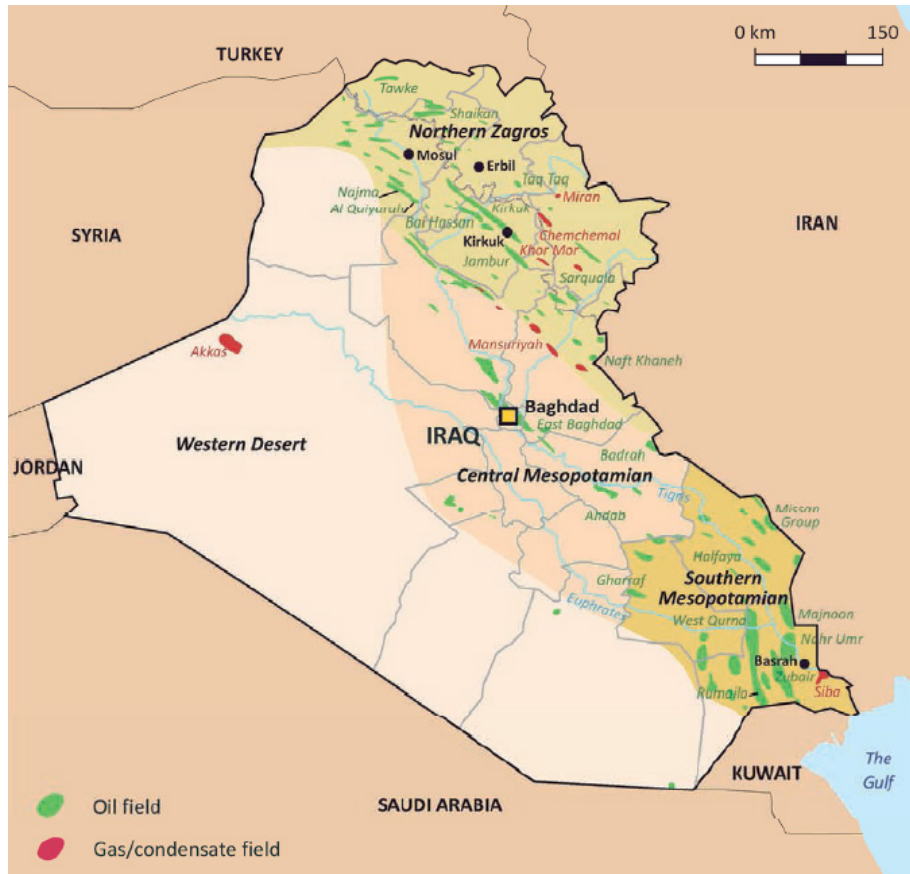 0 km 150
TURKEY
Tawke
Shaikan
Northern Zagros
Mosul
Erbil
Taq Taq
Miran
Najma
Al Quiyarah
Kirkuk
Bai Hassan
Kirkuk
Chemchemal
Khor Mor
Jambur
Sarquala
SYRIA
IRAN
Akkas
Mansuriyah
Naft Khaneh
Baghdad
East Baghdad
IRAQ
Western Desert
JORDAN
Badrah
Central Mesopotamian
Tigris
Missan
Group
Ahdab
Halfaya
Gharraf
Southern
Mesopotamian
Euphrates
West Qurna
Majnoon
Nahr Umr
Basrah
Zubair
Rumaila
Siba
KUWAIT
The
Gulf
SAUDI ARABIA
Oil field
Gas/condensate field